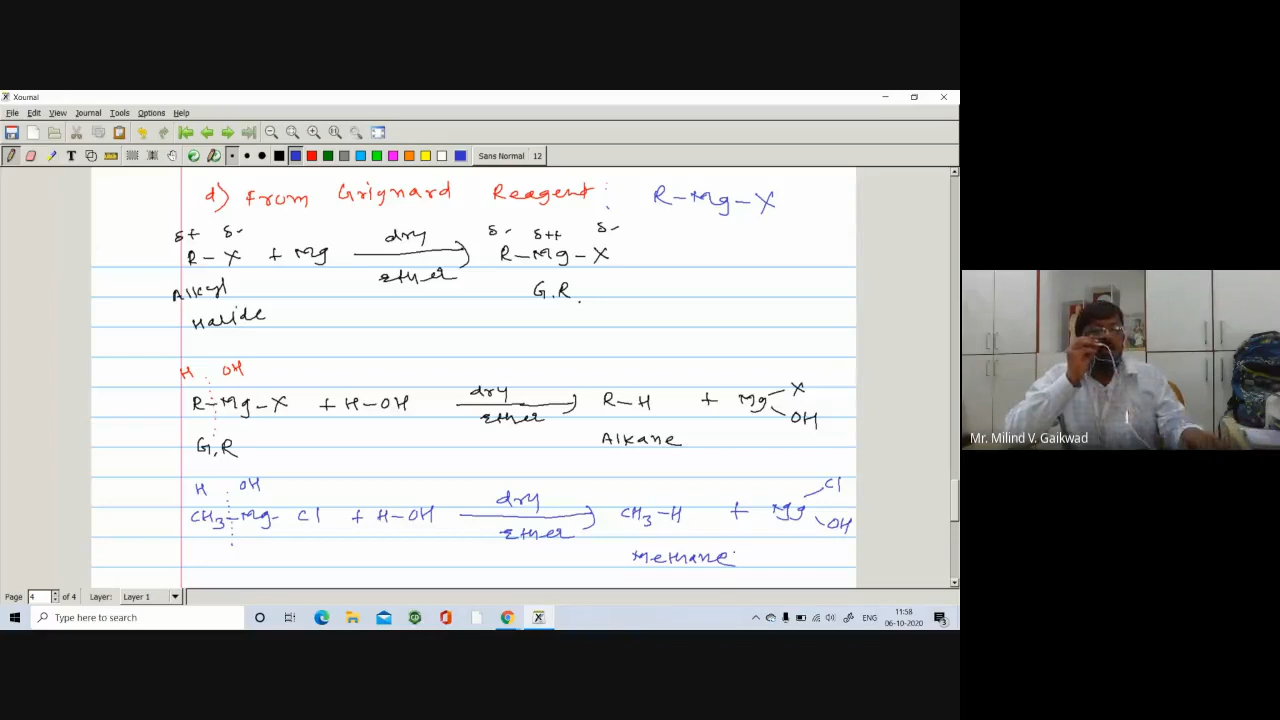 Xournal
File Edit View Journal Tools Options Help
Sans Normal 12
d) From Grignard Reagent : R-Mg-X
δ+ δ- dry δ- δ++ δ-
R-X + Mg ⟶ R-Mg-X
Alkyl Ether G.R.
Halide
H OH
R-Mg-X + H-OH dry ⟶ R-H + Mg X
G.R Ether Alkane OH
H OH
CH3-Mg-Cl + H-OH dry ⟶ CH3-H + Mg Cl
Ether Methane OH
Page 4 of 4 Layer: Layer 1
Type here to search
ENG 11:58
06-10-2020
3
Mr. Milind V. Gaikwad